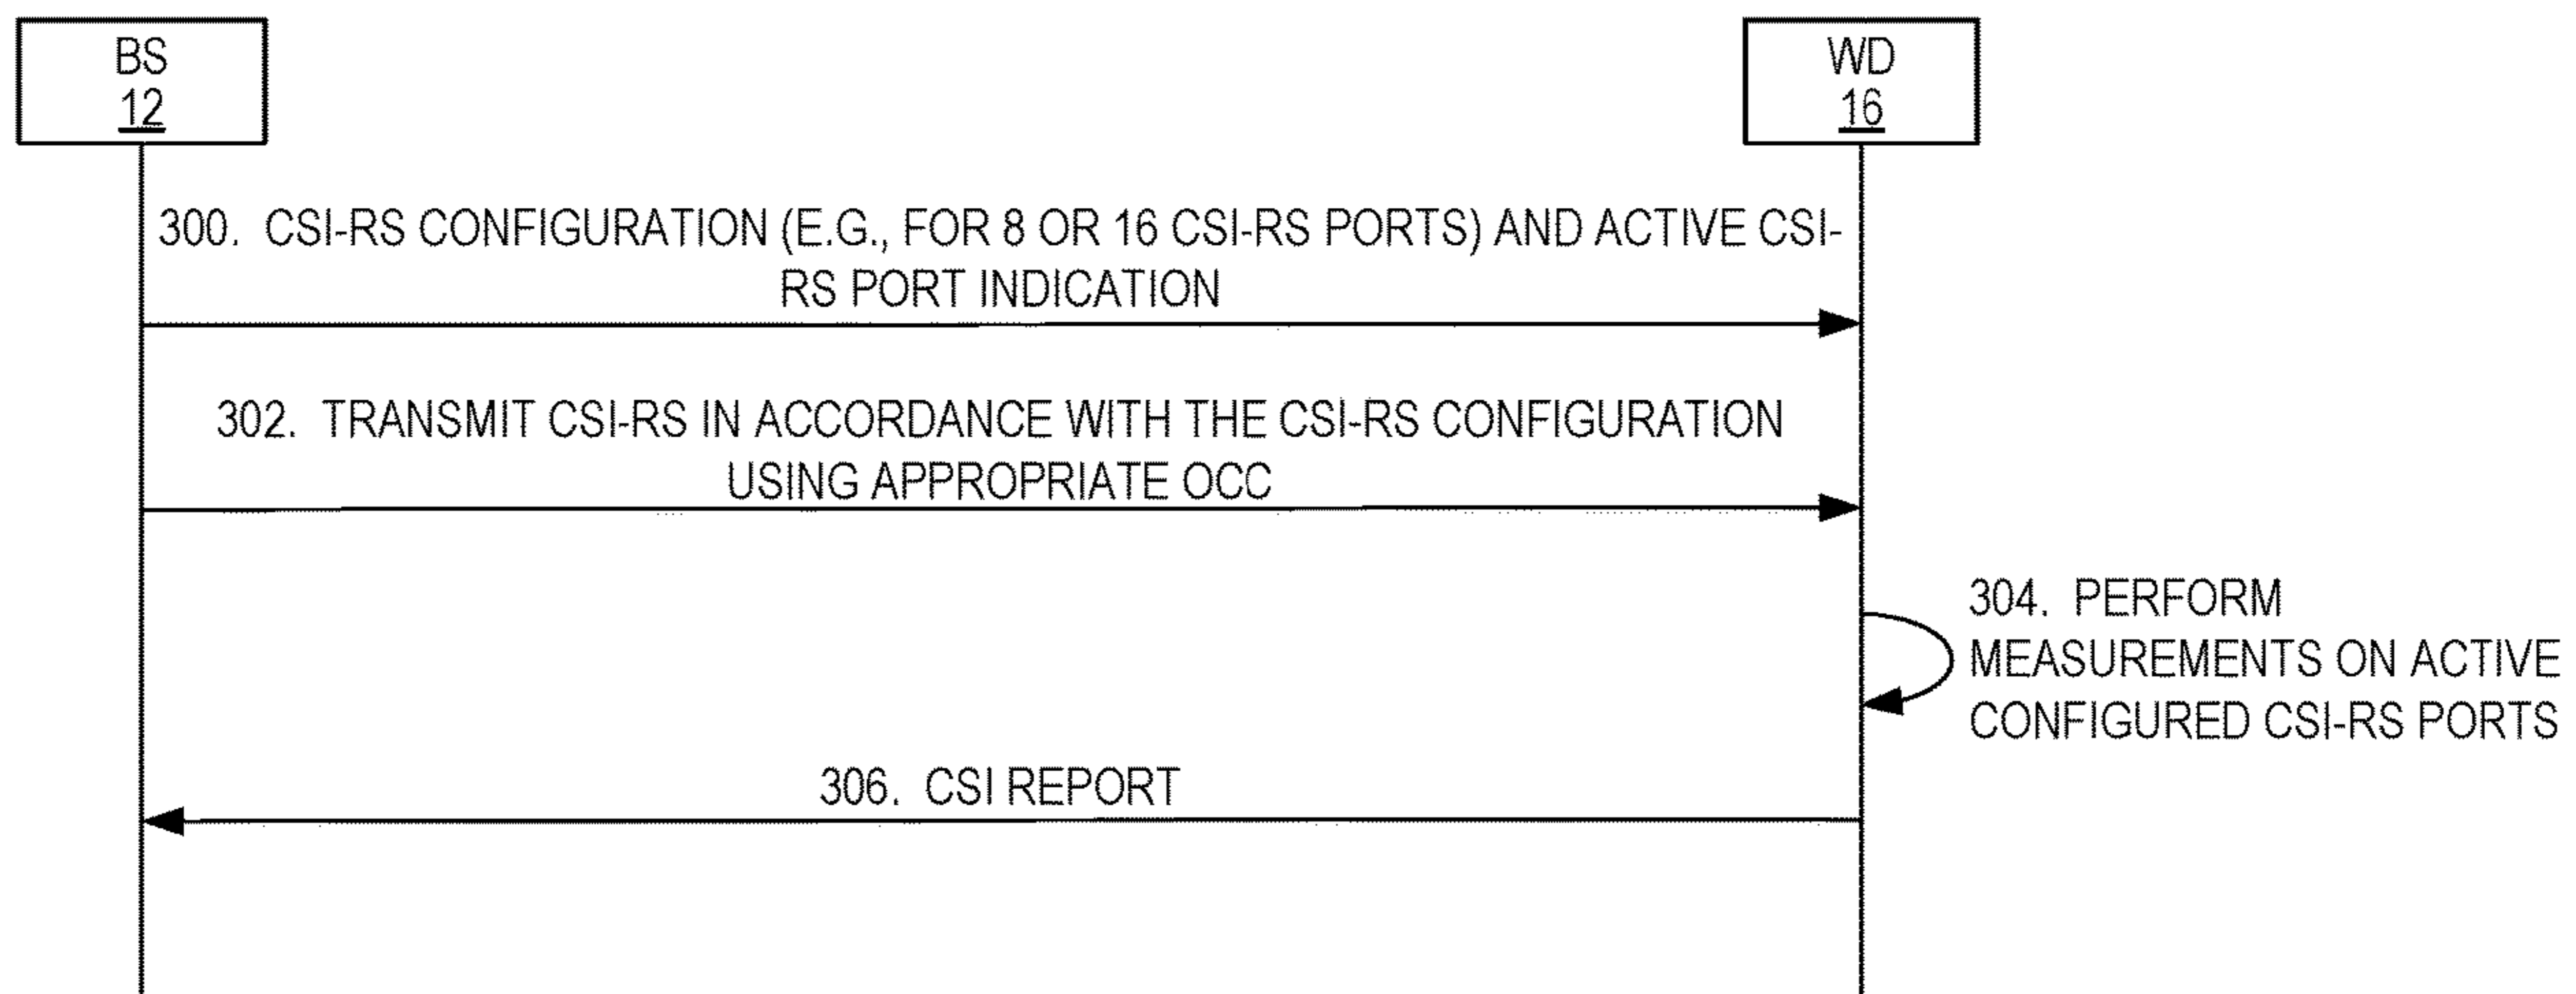 BS
12
WD
16
300. CSI-RS CONFIGURATION (E.G., FOR 8 OR 16 CSI-RS PORTS) AND ACTIVE CSI-
RS PORT INDICATION
302. TRANSMIT CSI-RS IN ACCORDANCE WITH THE CSI-RS CONFIGURATION
USING APPROPRIATE OCC
304. PERFORM
MEASUREMENTS ON ACTIVE
CONFIGURED CSI-RS PORTS
306. CSI REPORT